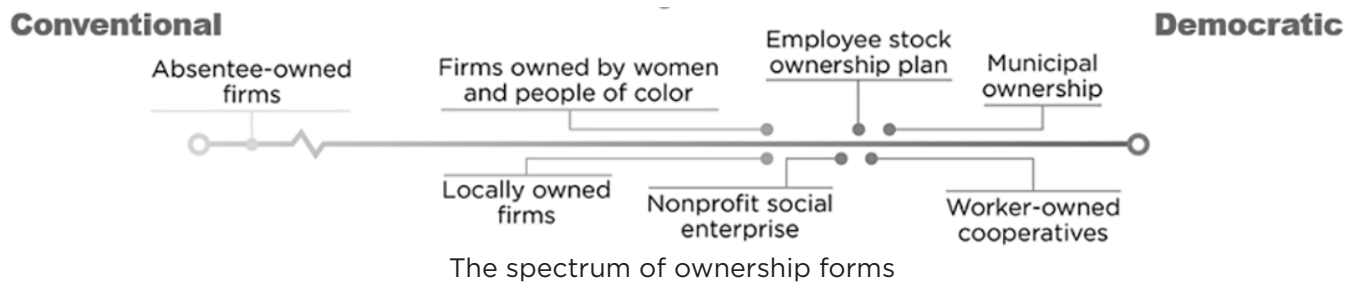 Conventional
Democratic
Absentee-owned
firms
Firms owned by women
and people of color
Employee stock
ownership plan
Municipal
ownership
Locally owned
firms
Nonprofit social
enterprise
Worker-owned
cooperatives
The spectrum of ownership forms